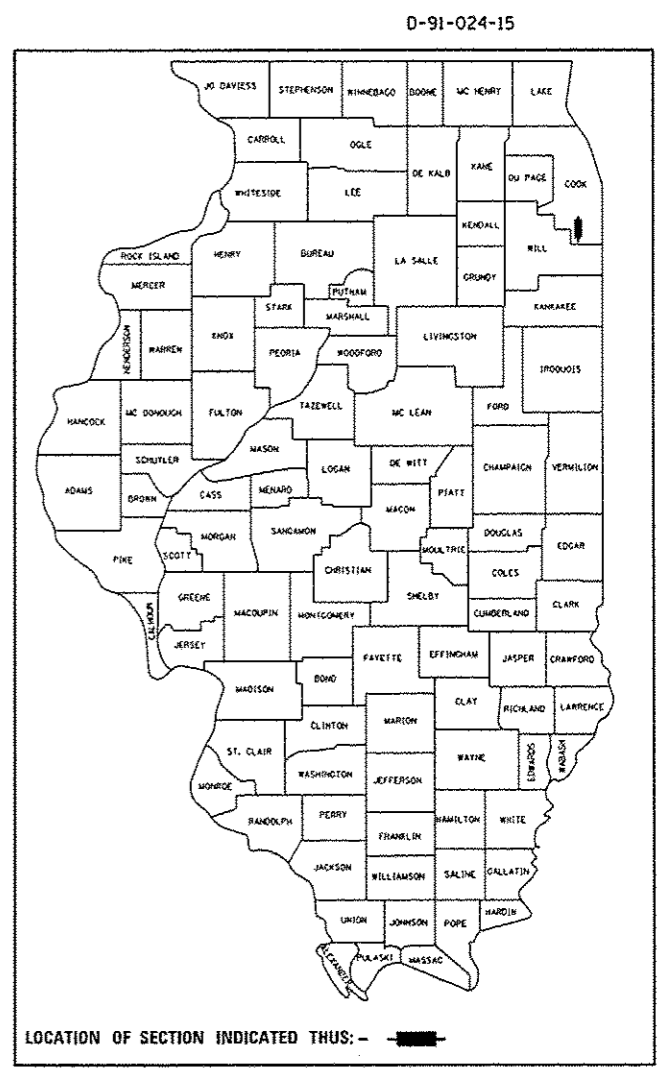 D-91-024-15
JO DAVIESS STEPHENSON WINNEBAGO BOONE MC HENRY LAKE
CARROLL OGLE DE KALB KANE DU PAGE COOK
WHITESIDE LEE KENDALL WILL
ROCK ISLAND HENRY BUREAU LA SALLE GRUNDY
MERCER PUTNAM KANKAKEE
HENDERSON WARREN KNOX STARK MARSHALL LIVINGSTON
PEORIA WOODFORD IROQUOIS
HANCOCK MC DONOUGH FULTON TAZEWELL MC LEAN FORD
SCHUYLER MASON LOGAN DE WITT CHAMPAIGN VERMILION
ADAMS BROWN CASS MENARD MACON PIATT
PIKE SCOTT MORGAN SANGAMON CHRISTIAN MOULTRIE DOUGLAS EDGAR
COLES
CALHOUN GREENE MACOUPIN MONTGOMERY SHELBY CUMBERLAND CLARK
JERSEY FAYETTE EFFINGHAM JASPER CRAWFORD
MADISON BOND CLAY RICHLAND LAWRENCE
CLINTON MARION
ST. CLAIR WAYNE EDWARDS WABASH
MONROE WASHINGTON JEFFERSON
RANDOLPH PERRY HAMILTON WHITE
FRANKLIN
JACKSON WILLIAMSON SALINE GALLATIN
UNION JOHNSON POPE HARDIN
ALEXANDER PULASKI MASSAC
LOCATION OF SECTION INDICATED THUS: -